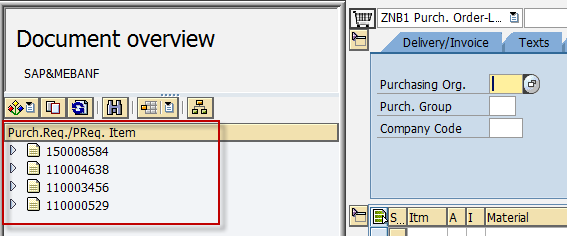 Document overview
SAP&MEBANF
Purch.Req./PReq. Item
150008584
110004638
110003456
110000529
ZNB1 Purch. Order-L...
Delivery/Invoice
Texts
Purchasing Org.
Purch. Group
Company Code
S... Itm A I Material